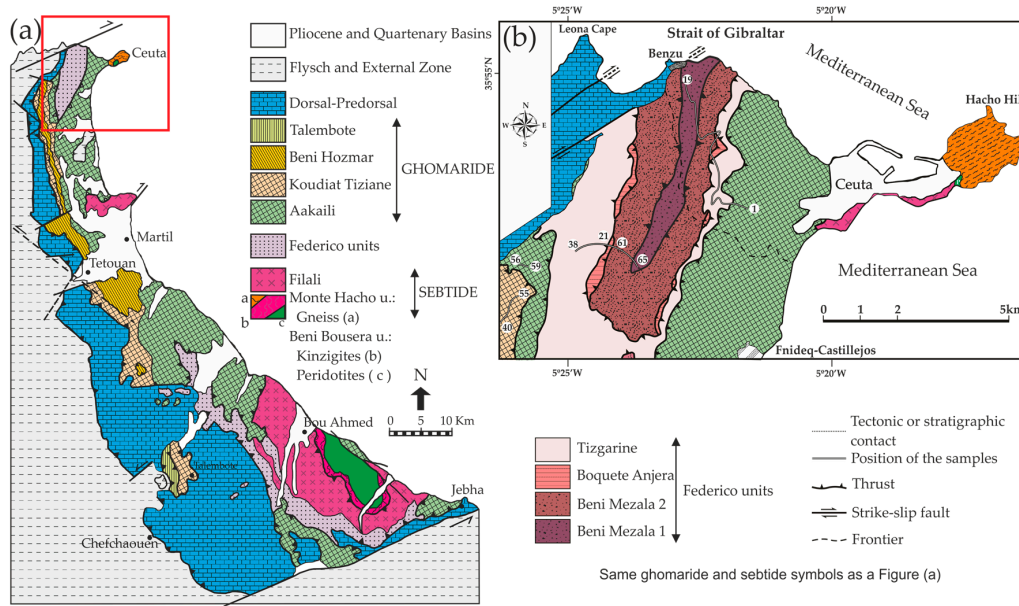 (a)
Ceuta
Martil
Tetouan
Bou Ahmed
Jebha
Chefchaouen
N
0 5 10 Km
Pliocene and Quartenary Basins
Flysch and External Zone
Dorsal-Predorsal
Talembote
Beni Hozmar
Koudiat Tiziane
Aakaili
GHOMARIDE
Federico units
Filali
SEBTIDE
a
b
c
Monte Hacho u.:
Gneiss (a)
Beni Bousera u.:
Kinzigites (b)
Peridotites ( c )
(b)
5°25'W
5°20'W
35°55'N
Leona Cape
Strait of Gibraltar
Benzu
Mediterranean Sea
Hacho Hil
N
W E
S
Ceuta
Mediterranean Sea
19
1
38
21
61
65
56
59
55
40
0 1 2 5km
Fnideq-Castillejos
5°25'W
5°20'W
Tizgarine
Boquete Anjera
Beni Mezala 2
Beni Mezala 1
Federico units
Tectonic or stratigraphic
contact
Position of the samples
Thrust
Strike-slip fault
Frontier
Same ghomaride and sebtide symbols as a Figure (a)